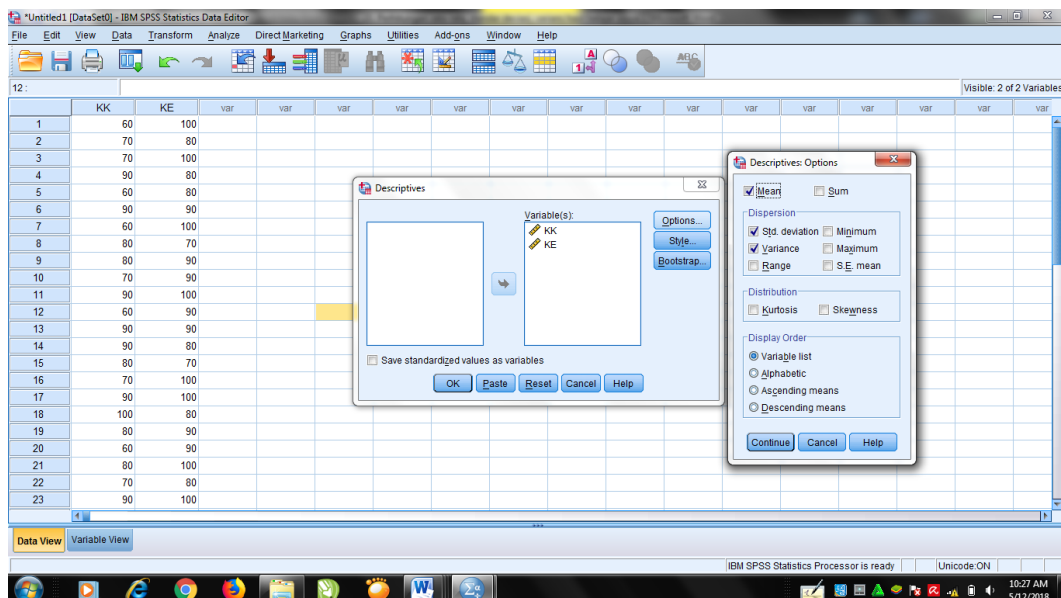 *Untitled1 [DataSet0] - IBM SPSS Statistics Data Editor
File Edit View Data Transform Analyze Direct Marketing Graphs Utilities Add-ons Window Help
12 :
Visible: 2 of 2 Variables
KK KE var var var var var var var var var var var var var var
1 60 100
2 70 80
3 70 100
4 90 80
5 60 80
6 90 90
7 60 100
8 80 70
9 80 90
10 70 90
11 90 100
12 60 90
13 90 90
14 90 80
15 80 70
16 70 100
17 90 100
18 100 80
19 80 90
20 60 90
21 80 100
22 70 80
23 90 100
Descriptives
Variable(s):
KK
KE
Options...
Style...
Bootstrap...
Save standardized values as variables
OK Paste Reset Cancel Help
Descriptives: Options
Mean Sum
Dispersion
Std. deviation Minimum
Variance Maximum
Range S.E. mean
Distribution
Kurtosis Skewness
Display Order
Variable list
Alphabetic
Ascending means
Descending means
Continue Cancel Help
Data View Variable View
IBM SPSS Statistics Processor is ready Unicode:ON
10:27 AM
5/12/2018